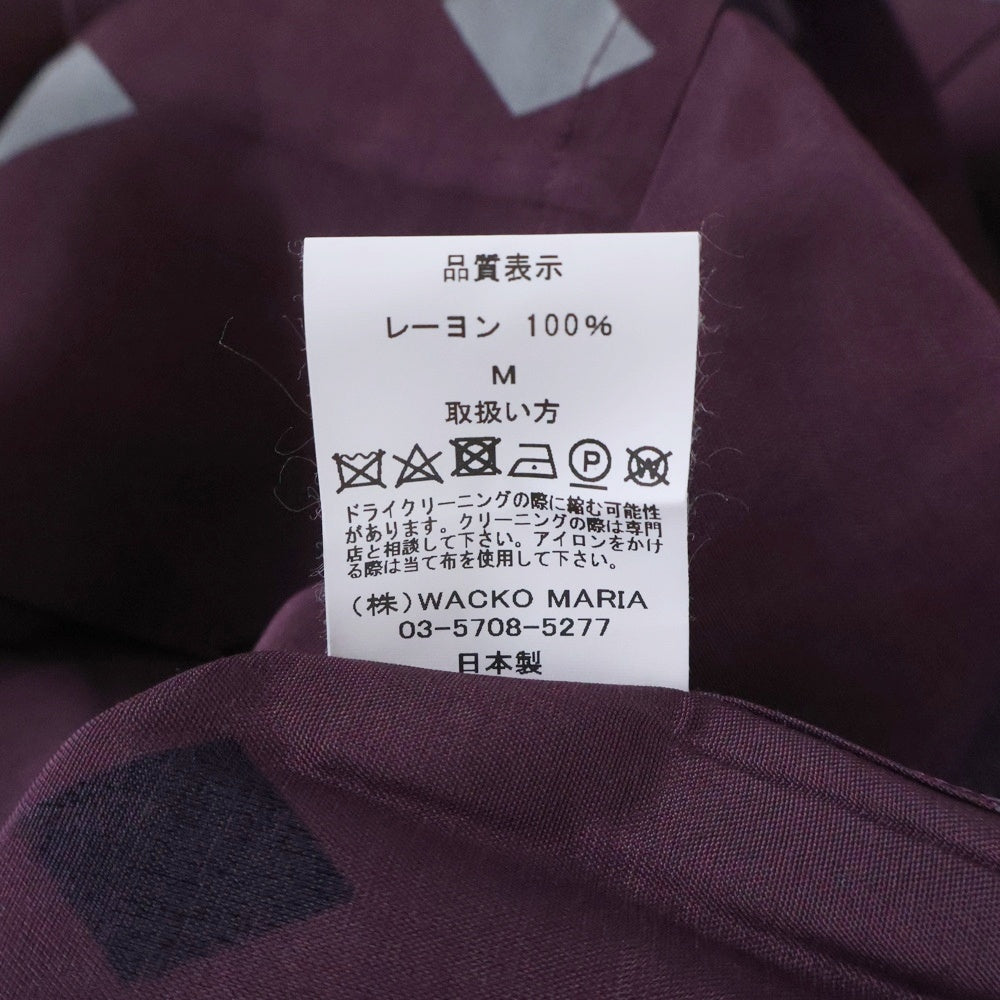 品質表示
レーヨン 100%
M
取扱い方
P W
ドライクリーニングの際に縮む可能性
があります。クリーニングの際は専門
店と相談して下さい。アイロンをかけ
る際は当て布を使用して下さい。
(株)WACKO MARIA
03-5708-5277
日本製